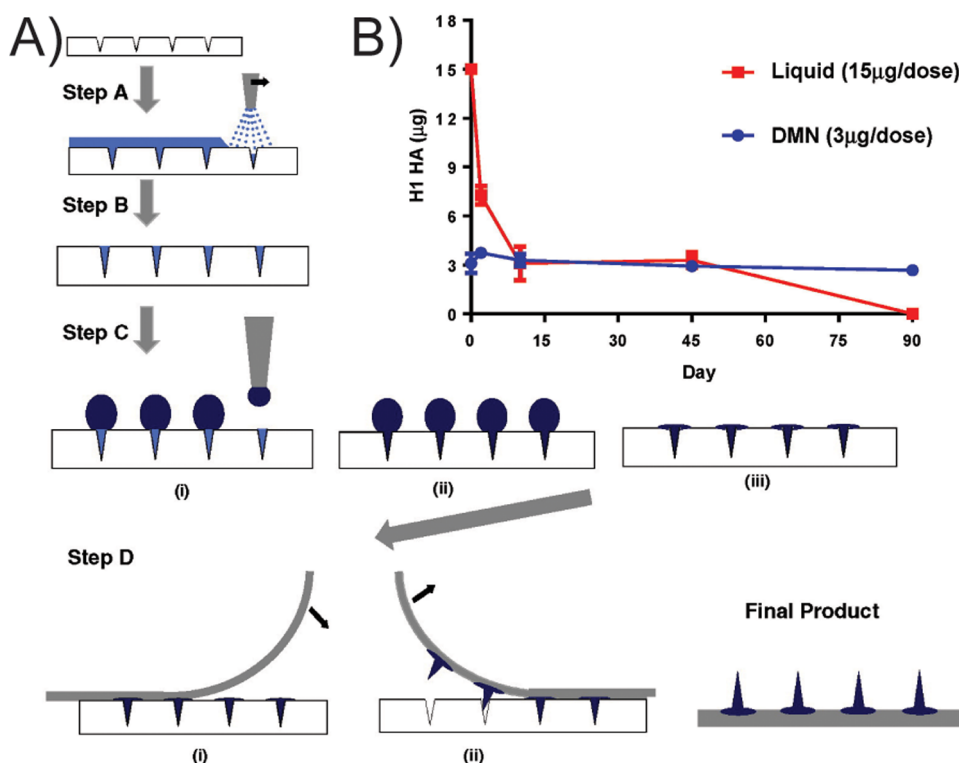 A)
Step A
Step B
Step C
(i)
(ii)
(iii)
Step D
(i)
(ii)
Final Product
B)
18
15
12
9
6
3
0
H1 HA (μg)
0
15
30
45
60
75
90
Day
Liquid (15μg/dose)
DMN (3μg/dose)